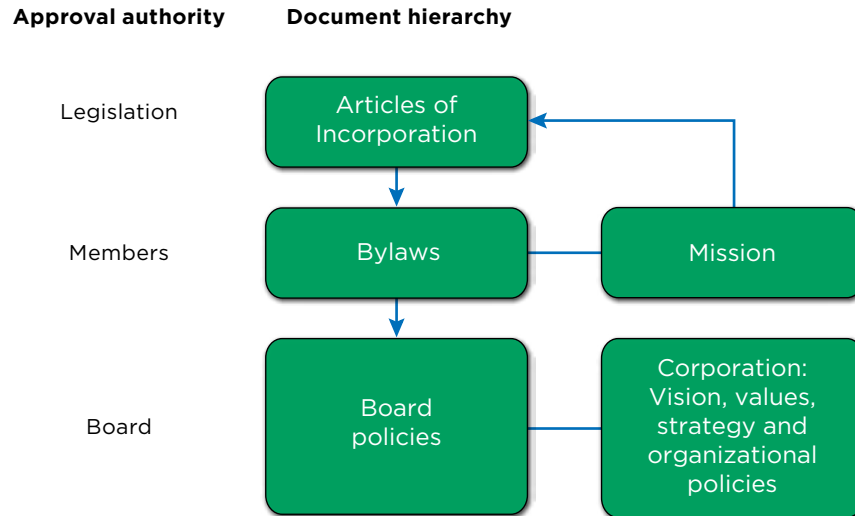 Approval authority
Document hierarchy
Legislation
Articles of
Incorporation
Members
Bylaws
Mission
Board
Board
policies
Corporation:
Vision, values,
strategy and
organizational
policies